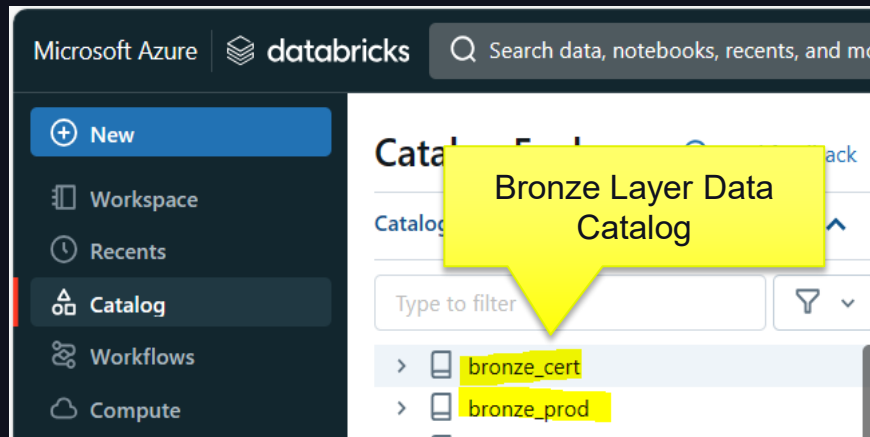 Microsoft Azure databricks Search data, notebooks, recents, and
New
Workspace
Recents
Catalog
Workflows
Compute
ack
Bronze Layer Data
Catalog
Type to filter
bronze_cert
bronze_prod